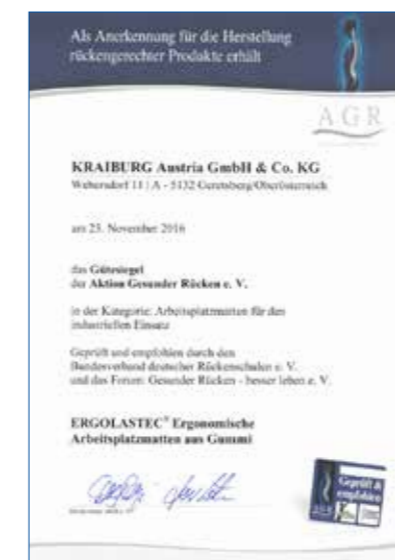 Als Anerkennung für die Herstellung
rückengerechter Produkte erhält
AGR
KRAIBURG Austria GmbH & Co. KG
Webersdorf 11 | A - 5132 Geretsberg/Oberösterreich
am 23. November 2016
das Gütesiegel
der Aktion Gesunder Rücken e. V.
in der Kategorie: Arbeitsplatzmatten für den
industriellen Einsatz
Geprüft und empfohlen durch den
Bundesverband deutscher Rückenschulen e. V.
und das Forum: Gesunder Rücken - besser leben e. V.
ERGOLASTEC® Ergonomische
Arbeitsplatzmatten aus Gummi
Geprüft &
empfohlen
AGR